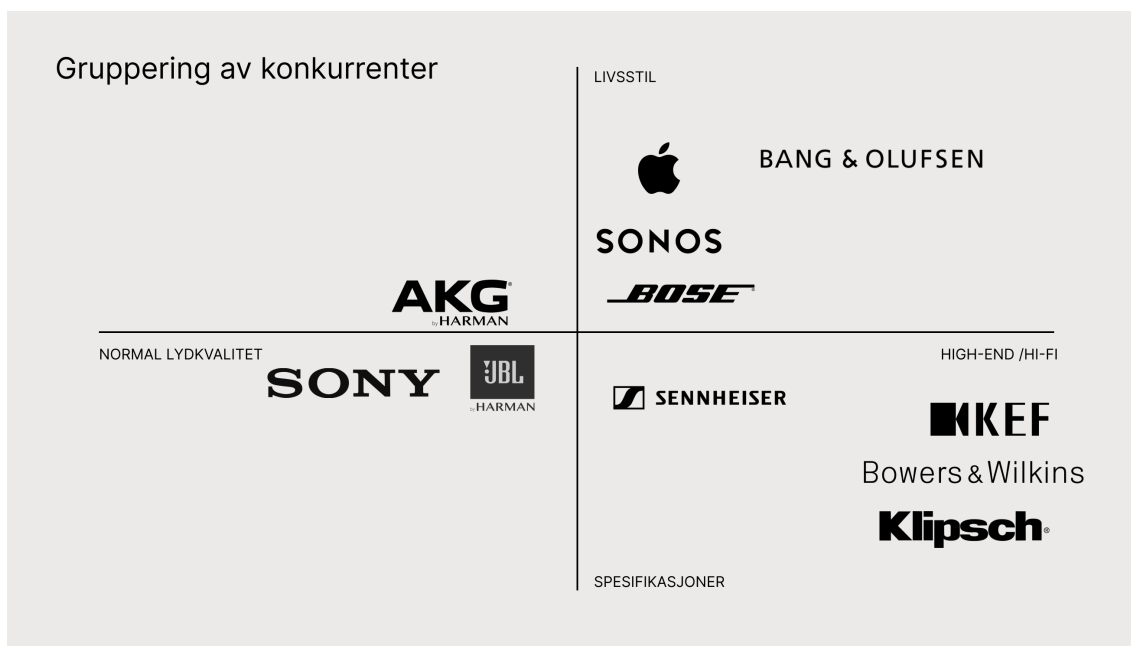 Gruppering av konkurrenter
LIVSSTIL
BANG & OLUFSEN
SONOS
BOSE
AKG
by HARMAN
NORMAL LYDKVALITET
HIGH-END /HI-FI
SONY
JBL
by HARMAN
SENNHEISER
KEF
Bowers & Wilkins
Klipsch®
SPESIFIKASJONER